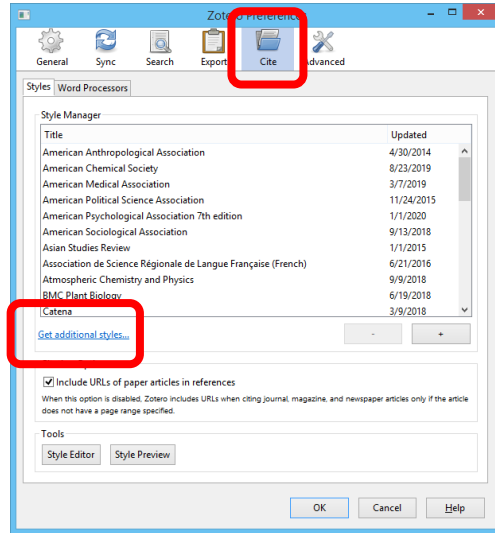 Zotero Preference
General Sync Search Export Cite Advanced
Styles Word Processors
Style Manager
Title Updated
American Anthropological Association 4/30/2014
American Chemical Society 8/23/2019
American Medical Association 3/7/2019
American Political Science Association 11/24/2015
American Psychological Association 7th edition 1/1/2020
American Sociological Association 9/13/2018
Asian Studies Review 1/1/2015
Association de Science Régionale de Langue Française (French) 6/21/2016
Atmospheric Chemistry and Physics 9/9/2018
BMC Plant Biology 6/19/2018
Catena 3/9/2018
Get additional styles...
- +
Include URLs of paper articles in references
When this option is disabled, Zotero includes URLs when citing journal, magazine, and newspaper articles only if the article
does not have a page range specified.
Tools
Style Editor Style Preview
OK Cancel Help